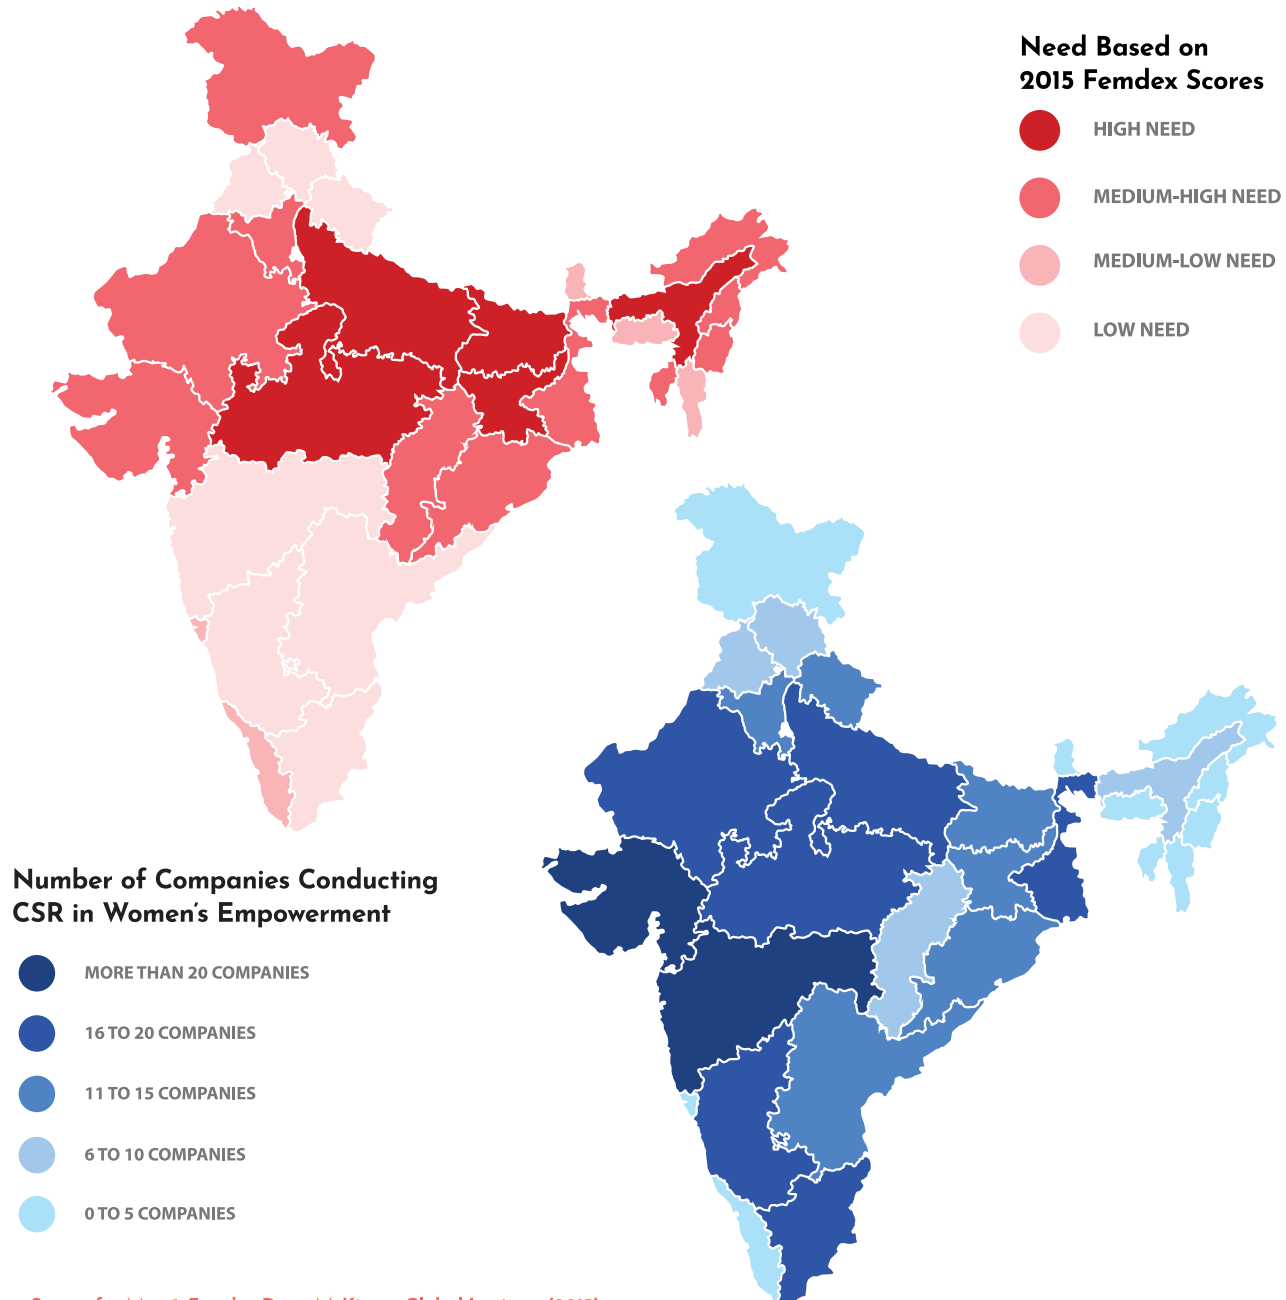 Need Based on
2015 Femdex Scores
HIGH NEED
MEDIUM-HIGH NEED
MEDIUM-LOW NEED
LOW NEED
Number of Companies Conducting
CSR in Women's Empowerment
MORE THAN 20 COMPANIES
16 TO 20 COMPANIES
11 TO 15 COMPANIES
6 TO 10 COMPANIES
0 TO 5 COMPANIES